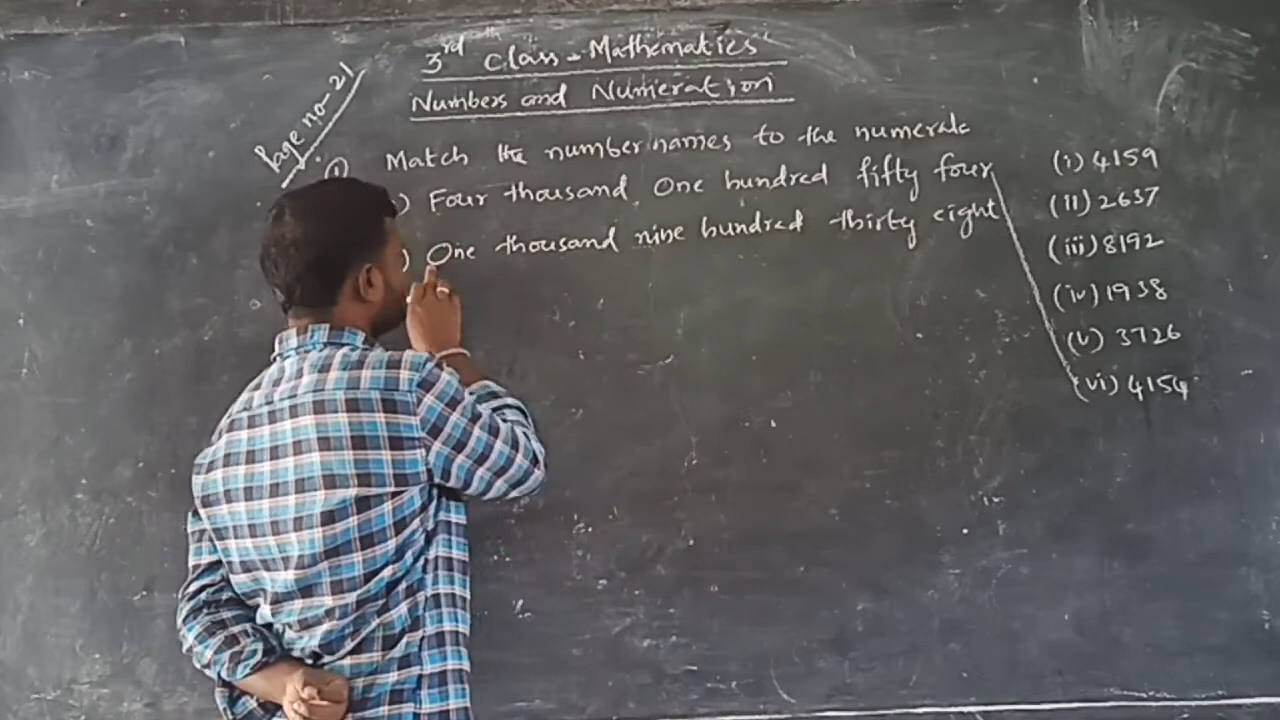 3rd class - Mathematics
Numbers and Numeration
Page no- 21
1) Match the number names to the numerals
) Four thousand One hundred fifty four
) One thousand nine hundred thirty eight
(i) 4159
(ii) 2637
(iii) 8192
(iv) 1938
(v) 3726
(vi) 4154